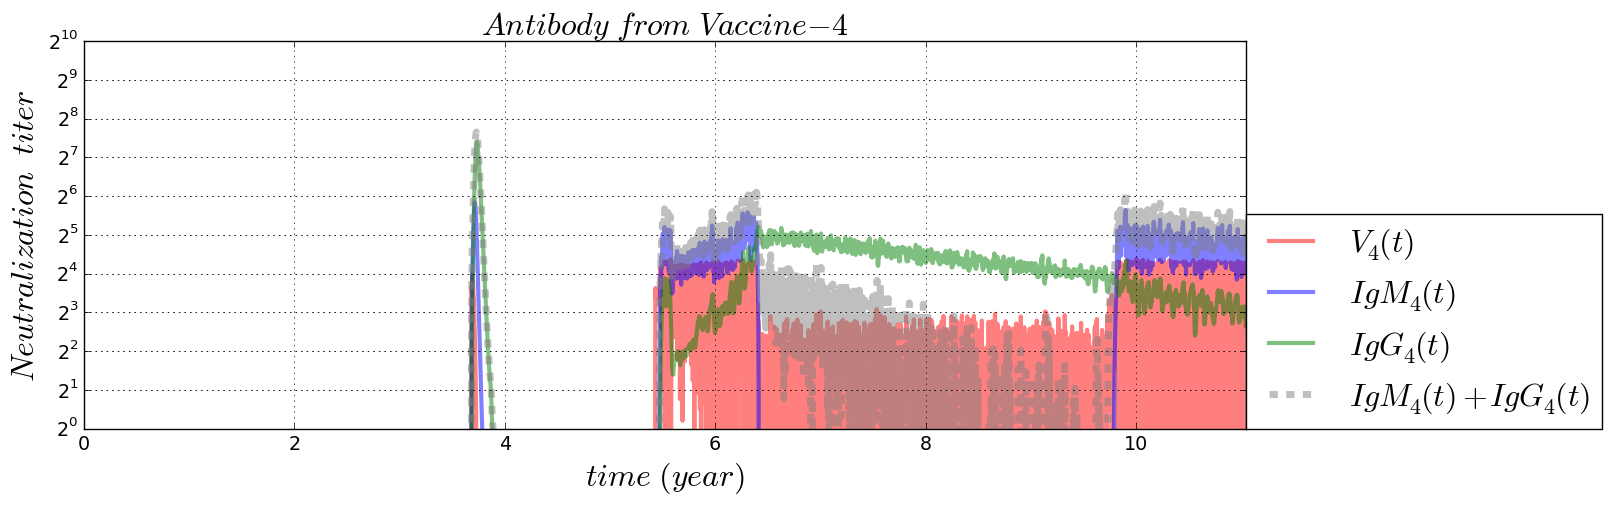 Antibody from Vaccine−4
Neutralization titer
2^10
2^9
2^8
2^7
2^6
2^5
2^4
2^3
2^2
2^1
2^0
0 2 4 6 8 10
time (year)
V_4(t)
IgM_4(t)
IgG_4(t)
IgM_4(t) + IgG_4(t)